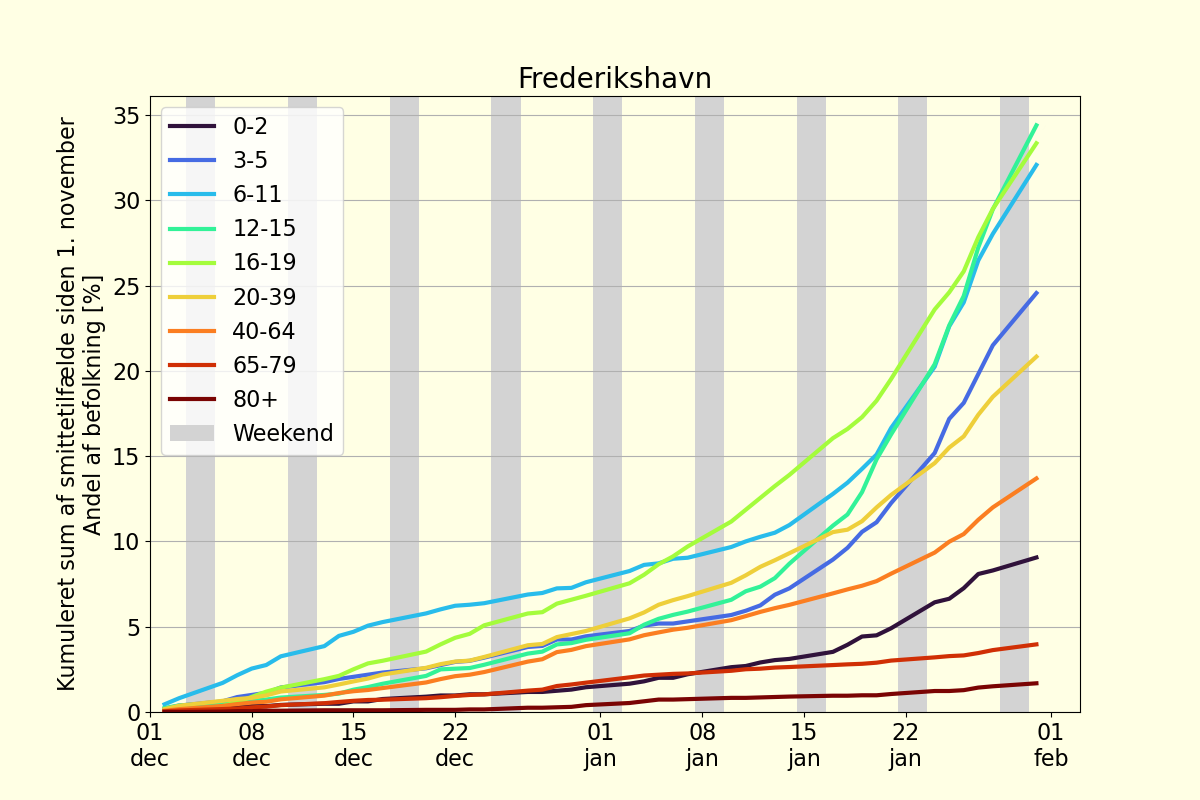 Frederikshavn
Kumuleret sum af smittetilfælde siden 1. november
Andel af befolkning [%]
35
30
25
20
15
10
5
0
0-2
3-5
6-11
12-15
16-19
20-39
40-64
65-79
80+
Weekend
01 08 15 22 01 08 15 22 01
dec dec dec dec jan jan jan jan feb